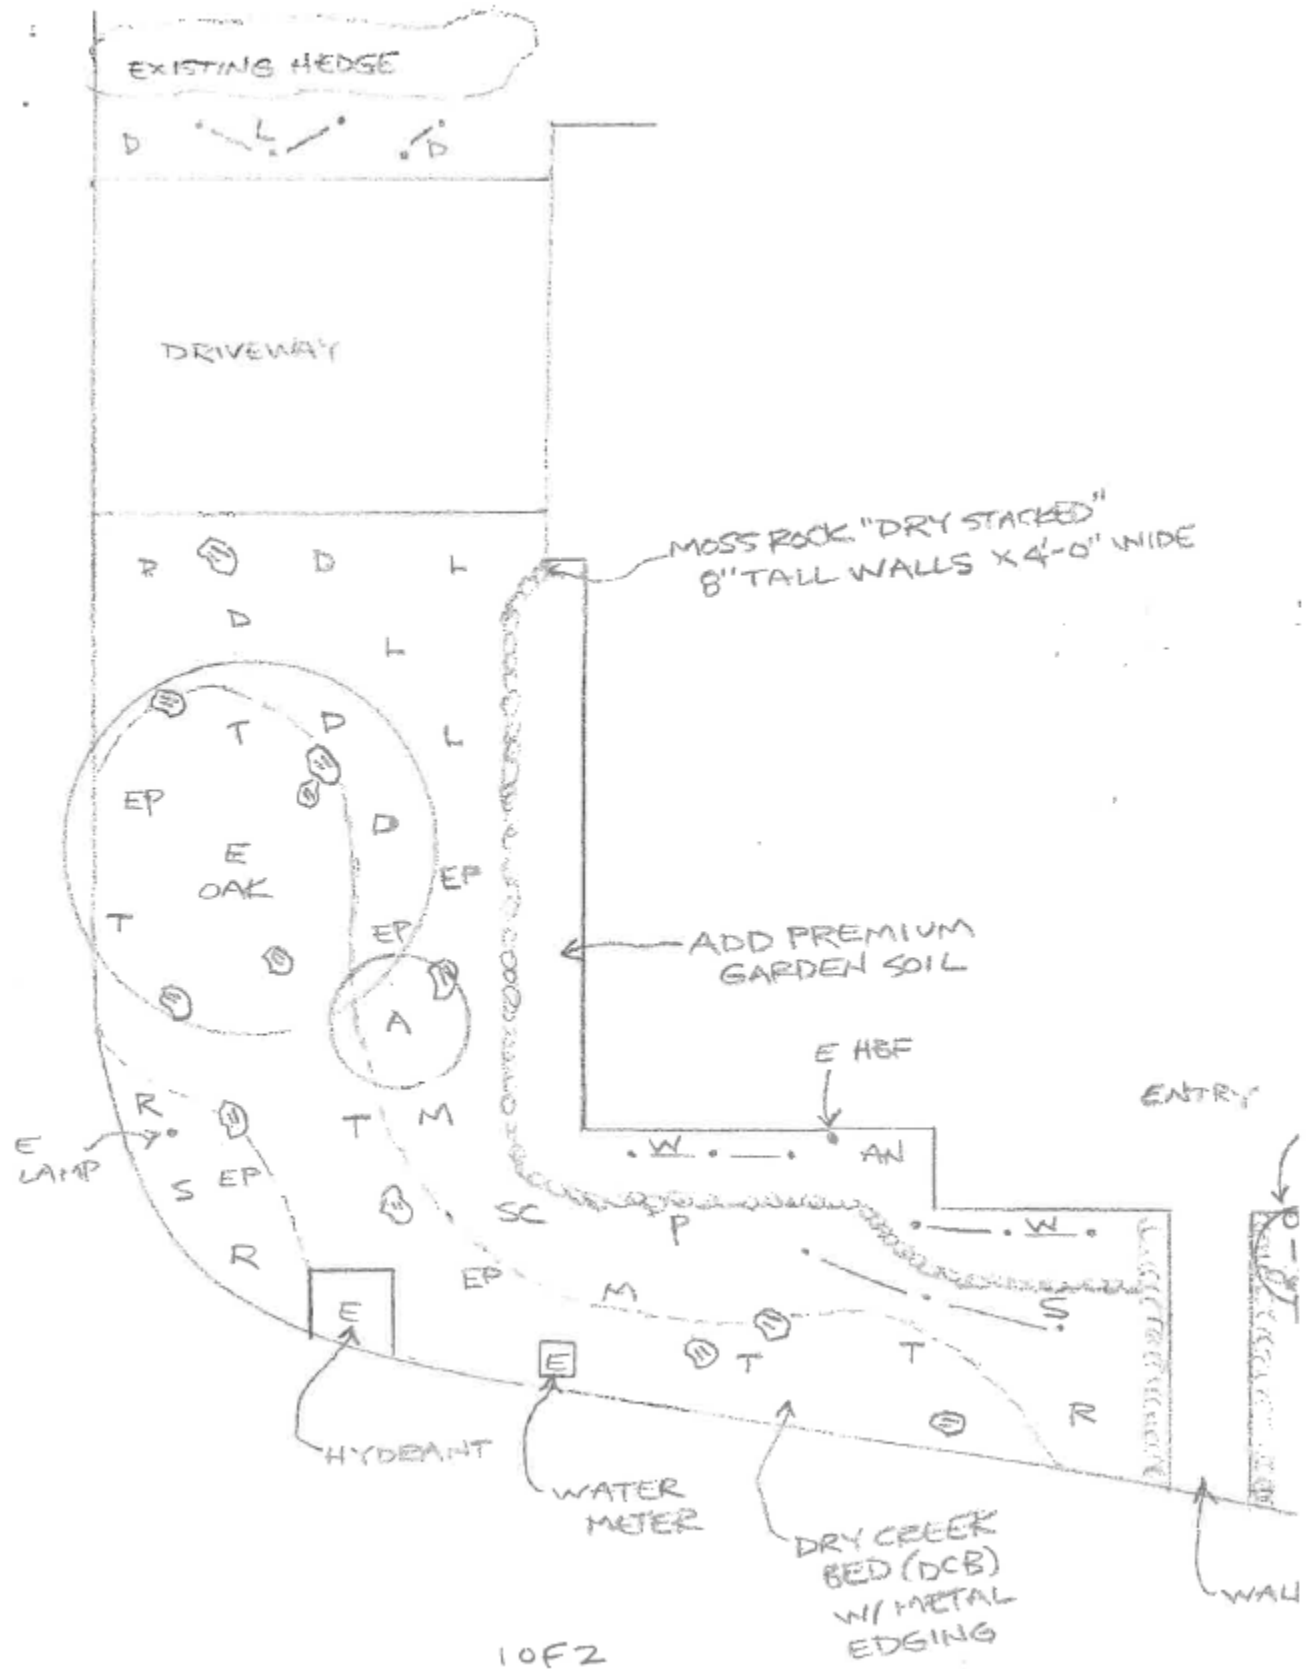 EXISTING HEDGE
D L D
DRIVEWAY
MOSS ROCK "DRY STACKED"
8" TALL WALLS X 4'-0" WIDE
R D L
D
L
T D L
EP
D
E
OAK
EP
T
EP
ADD PREMIUM
GARDEN SOIL
A
E HBF
ENTRY
R
T M
E
LAMP
W
AN
S EP
SC
P
W
R
EP
M
S
E
E
T
T
R
HYDRANT
WATER
METER
DRY CREEK
BED (DCB)
W/ METAL
EDGING
WAL
1 OF 2